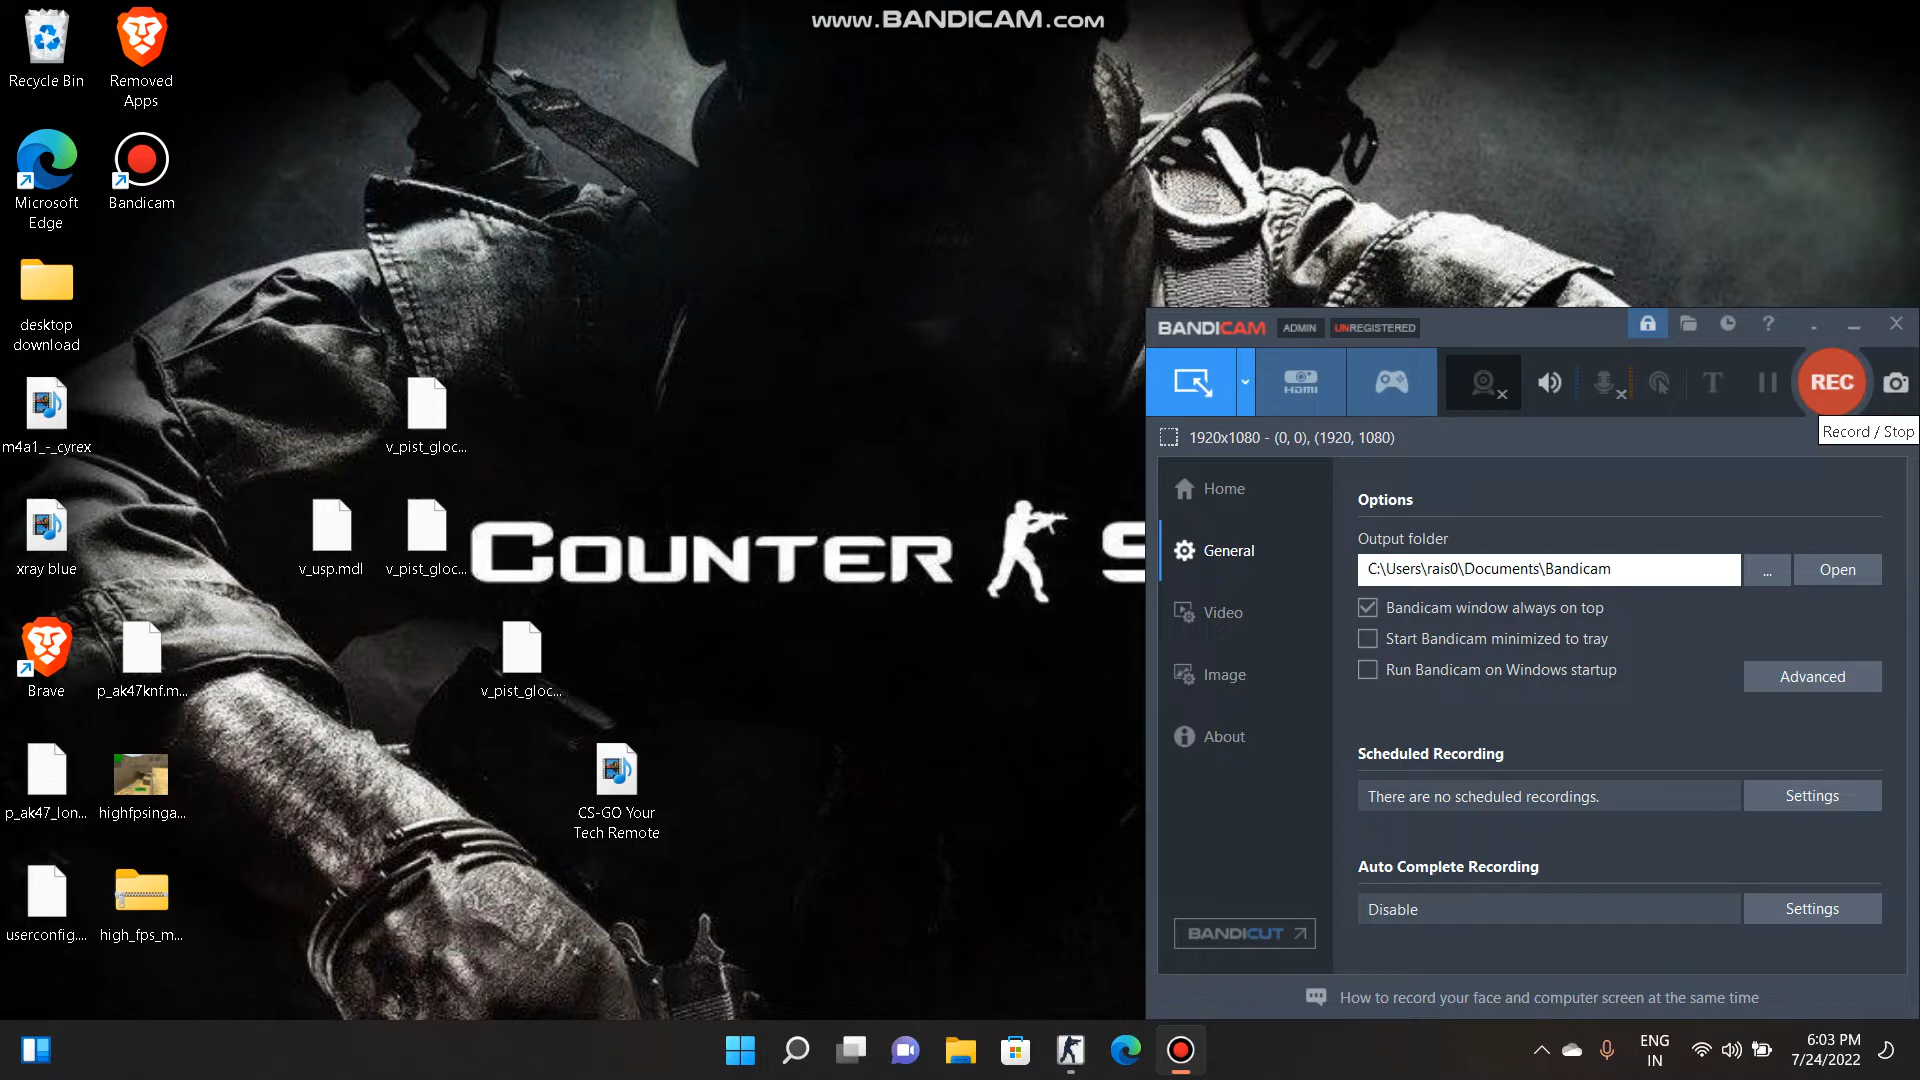 www.BANDICAM.com
Recycle Bin
Removed
Apps
Microsoft
Edge
Bandicam
desktop
download
m4a1_-_cyrex
v_pist_gloc...
xray blue
v_usp.mdl
v_pist_gloc...
COUNTER S
Brave
p_ak47knf.m...
v_pist_gloc...
p_ak47_lon...
highfpsinga...
CS-GO Your
Tech Remote
userconfig....
high_fps_m...
BANDICAM ADMIN UNREGISTERED
?
HDMI
T
REC
Record / Stop
1920x1080 - (0, 0), (1920, 1080)
Home
General
Video
Image
About
BANDICUT
Options
Output folder
C:\Users\rais0\Documents\Bandicam
...
Open
Bandicam window always on top
Start Bandicam minimized to tray
Run Bandicam on Windows startup
Advanced
Scheduled Recording
There are no scheduled recordings.
Settings
Auto Complete Recording
Disable
Settings
How to record your face and computer screen at the same time
ENG
IN
6:03 PM
7/24/2022